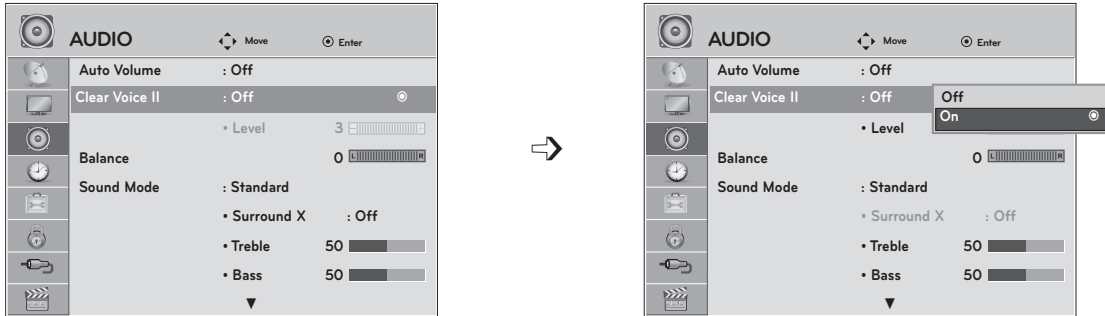 AUDIO Move Enter
Auto Volume : Off
Clear Voice II : Off
• Level 3 - +
Balance 0 L R
Sound Mode : Standard
• Surround X : Off
• Treble 50
• Bass 50
▼
AUDIO Move Enter
Auto Volume : Off
Clear Voice II : Off
Off
On
• Level
Balance 0 L R
Sound Mode : Standard
• Surround X : Off
• Treble 50
• Bass 50
▼